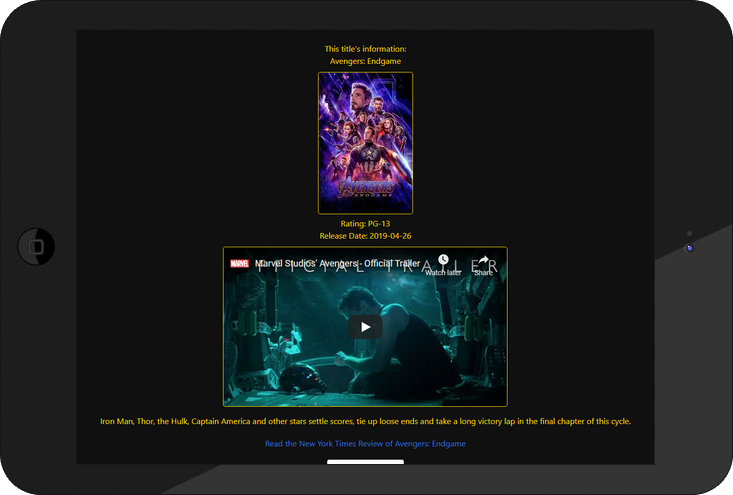 This title's information:
Avengers: Endgame
AVENGERS
ENDGAME
Rating: PG-13
Release Date: 2019-04-26
MARVEL Marvel Studios' Avengers - Official Trailer
Watch later Share
OFFICIAL TRAILER
Iron Man, Thor, the Hulk, Captain America and other stars settle scores, tie up loose ends and take a long victory lap in the final chapter of this cycle.
Read the New York Times Review of Avengers: Endgame